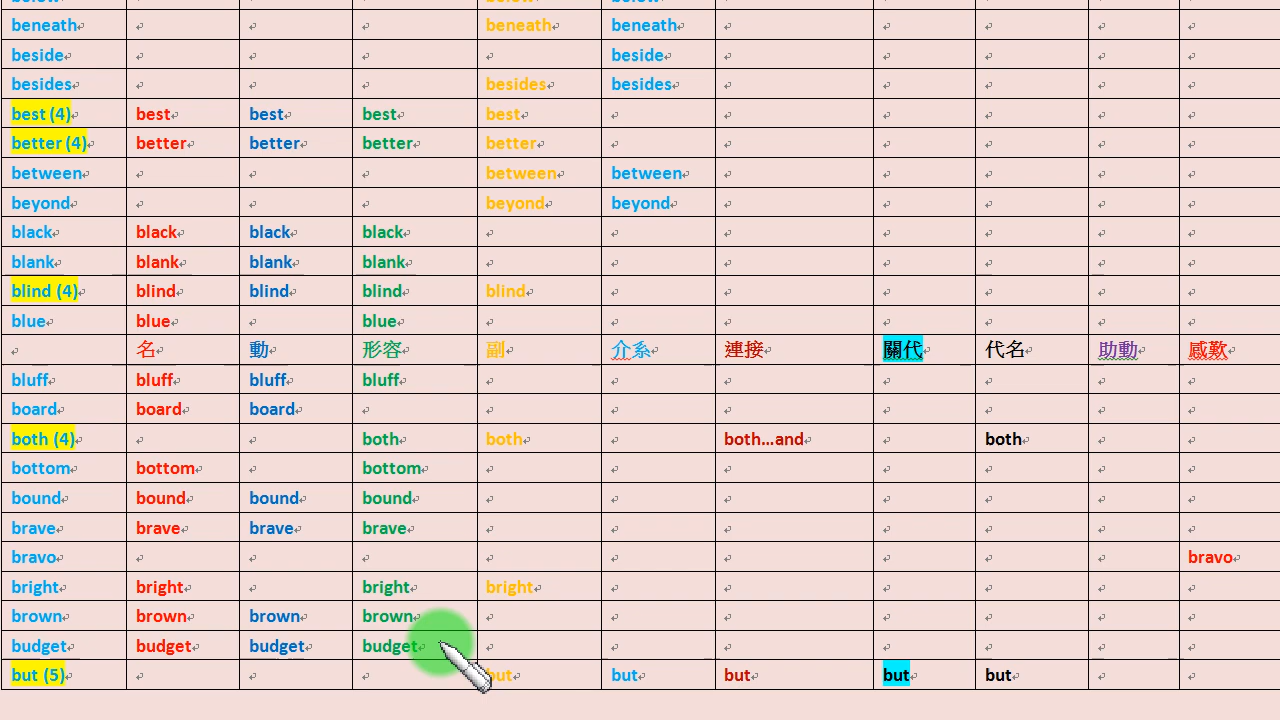 beneath beneath beneath
beside beside
besides besides besides
best (4) best best best best
better (4) better better better better
between between between
beyond beyond beyond
black black black black
blank blank blank blank
blind (4) blind blind blind blind
blue blue blue
名 動 形容 副 介系 連接 關代 代名 助動 感歎
bluff bluff bluff bluff
board board board
both (4) both both both...and both
bottom bottom bottom
bound bound bound bound
brave brave brave brave
bravo bravo
bright bright bright bright
brown brown brown brown
budget budget budget budget
but (5) but but but but but